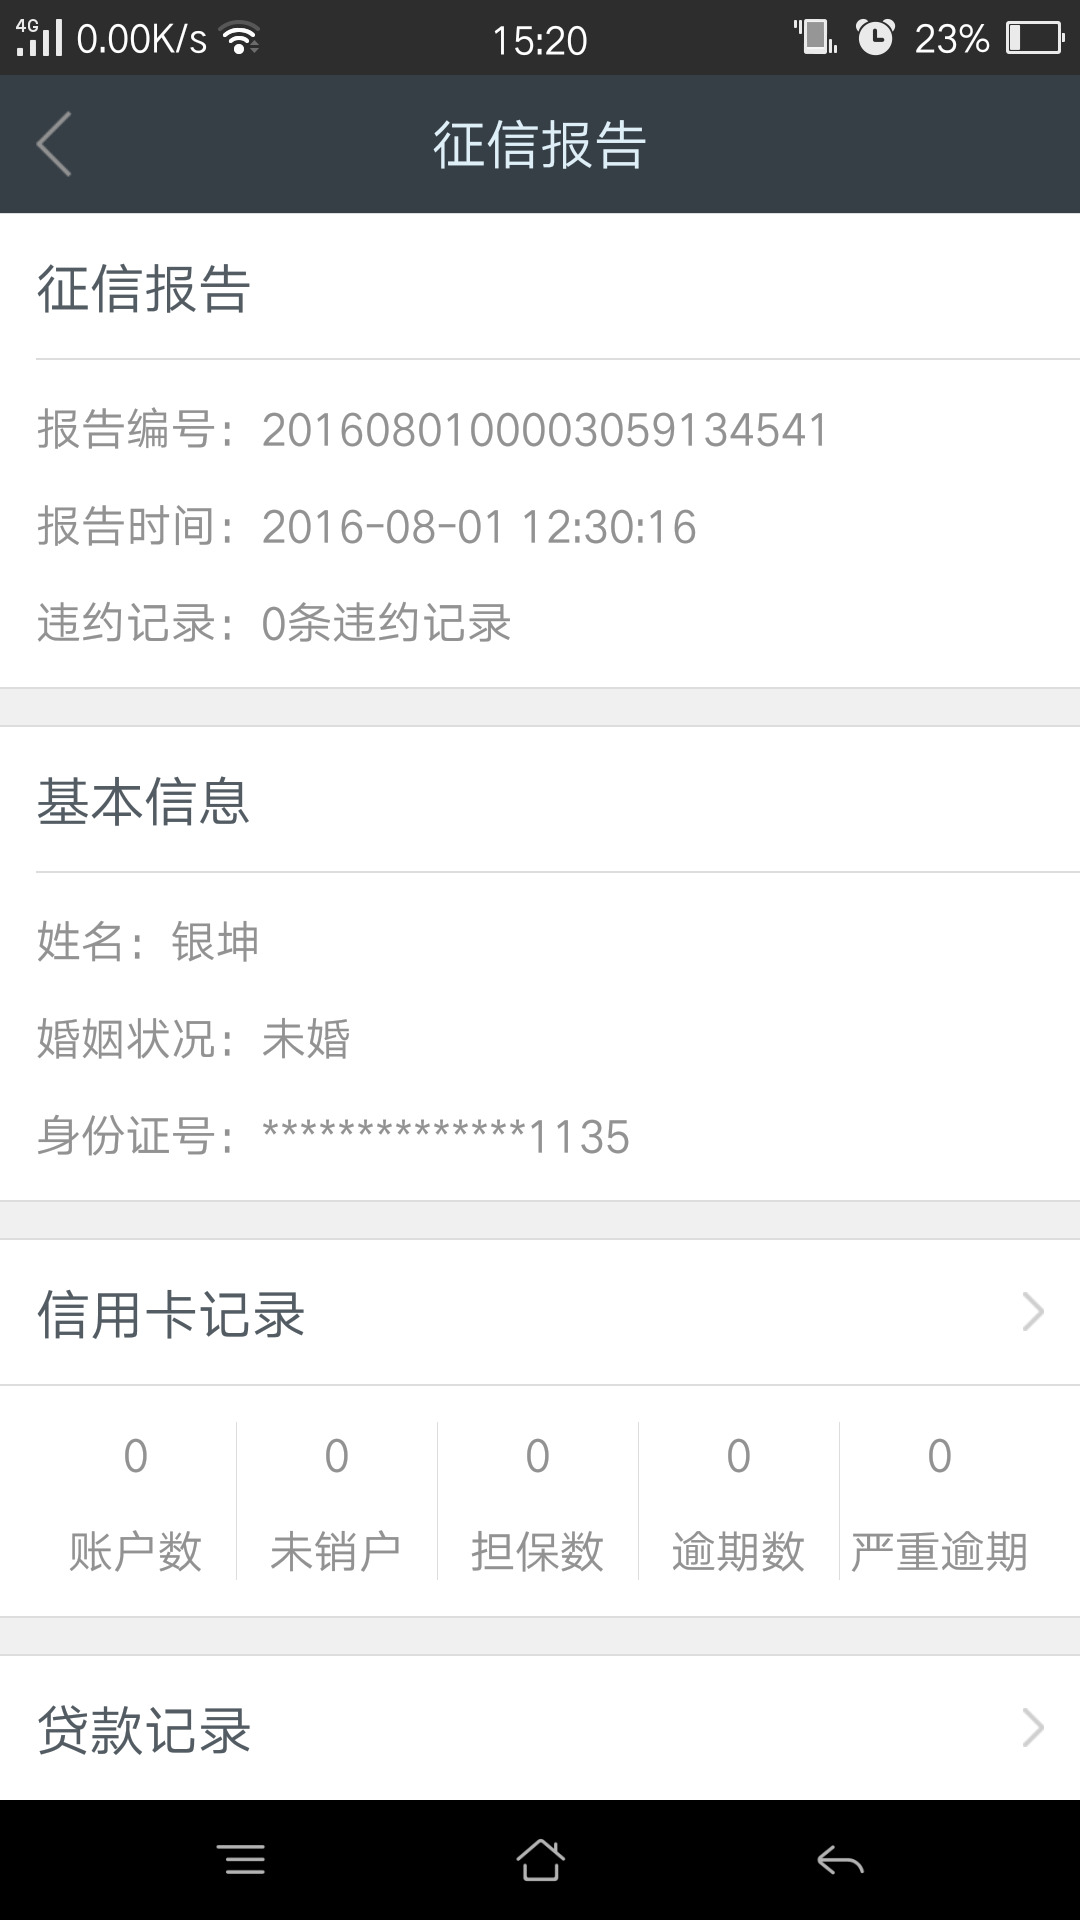 4G 0.00K/s 15:20 23%
征信报告
征信报告
报告编号：2016080100003059134541
报告时间：2016-08-01 12:30:16
违约记录：0条违约记录
基本信息
姓名：银坤
婚姻状况：未婚
身份证号：**************1135
信用卡记录
0 0 0 0 0
账户数 未销户 担保数 逾期数 严重逾期
贷款记录